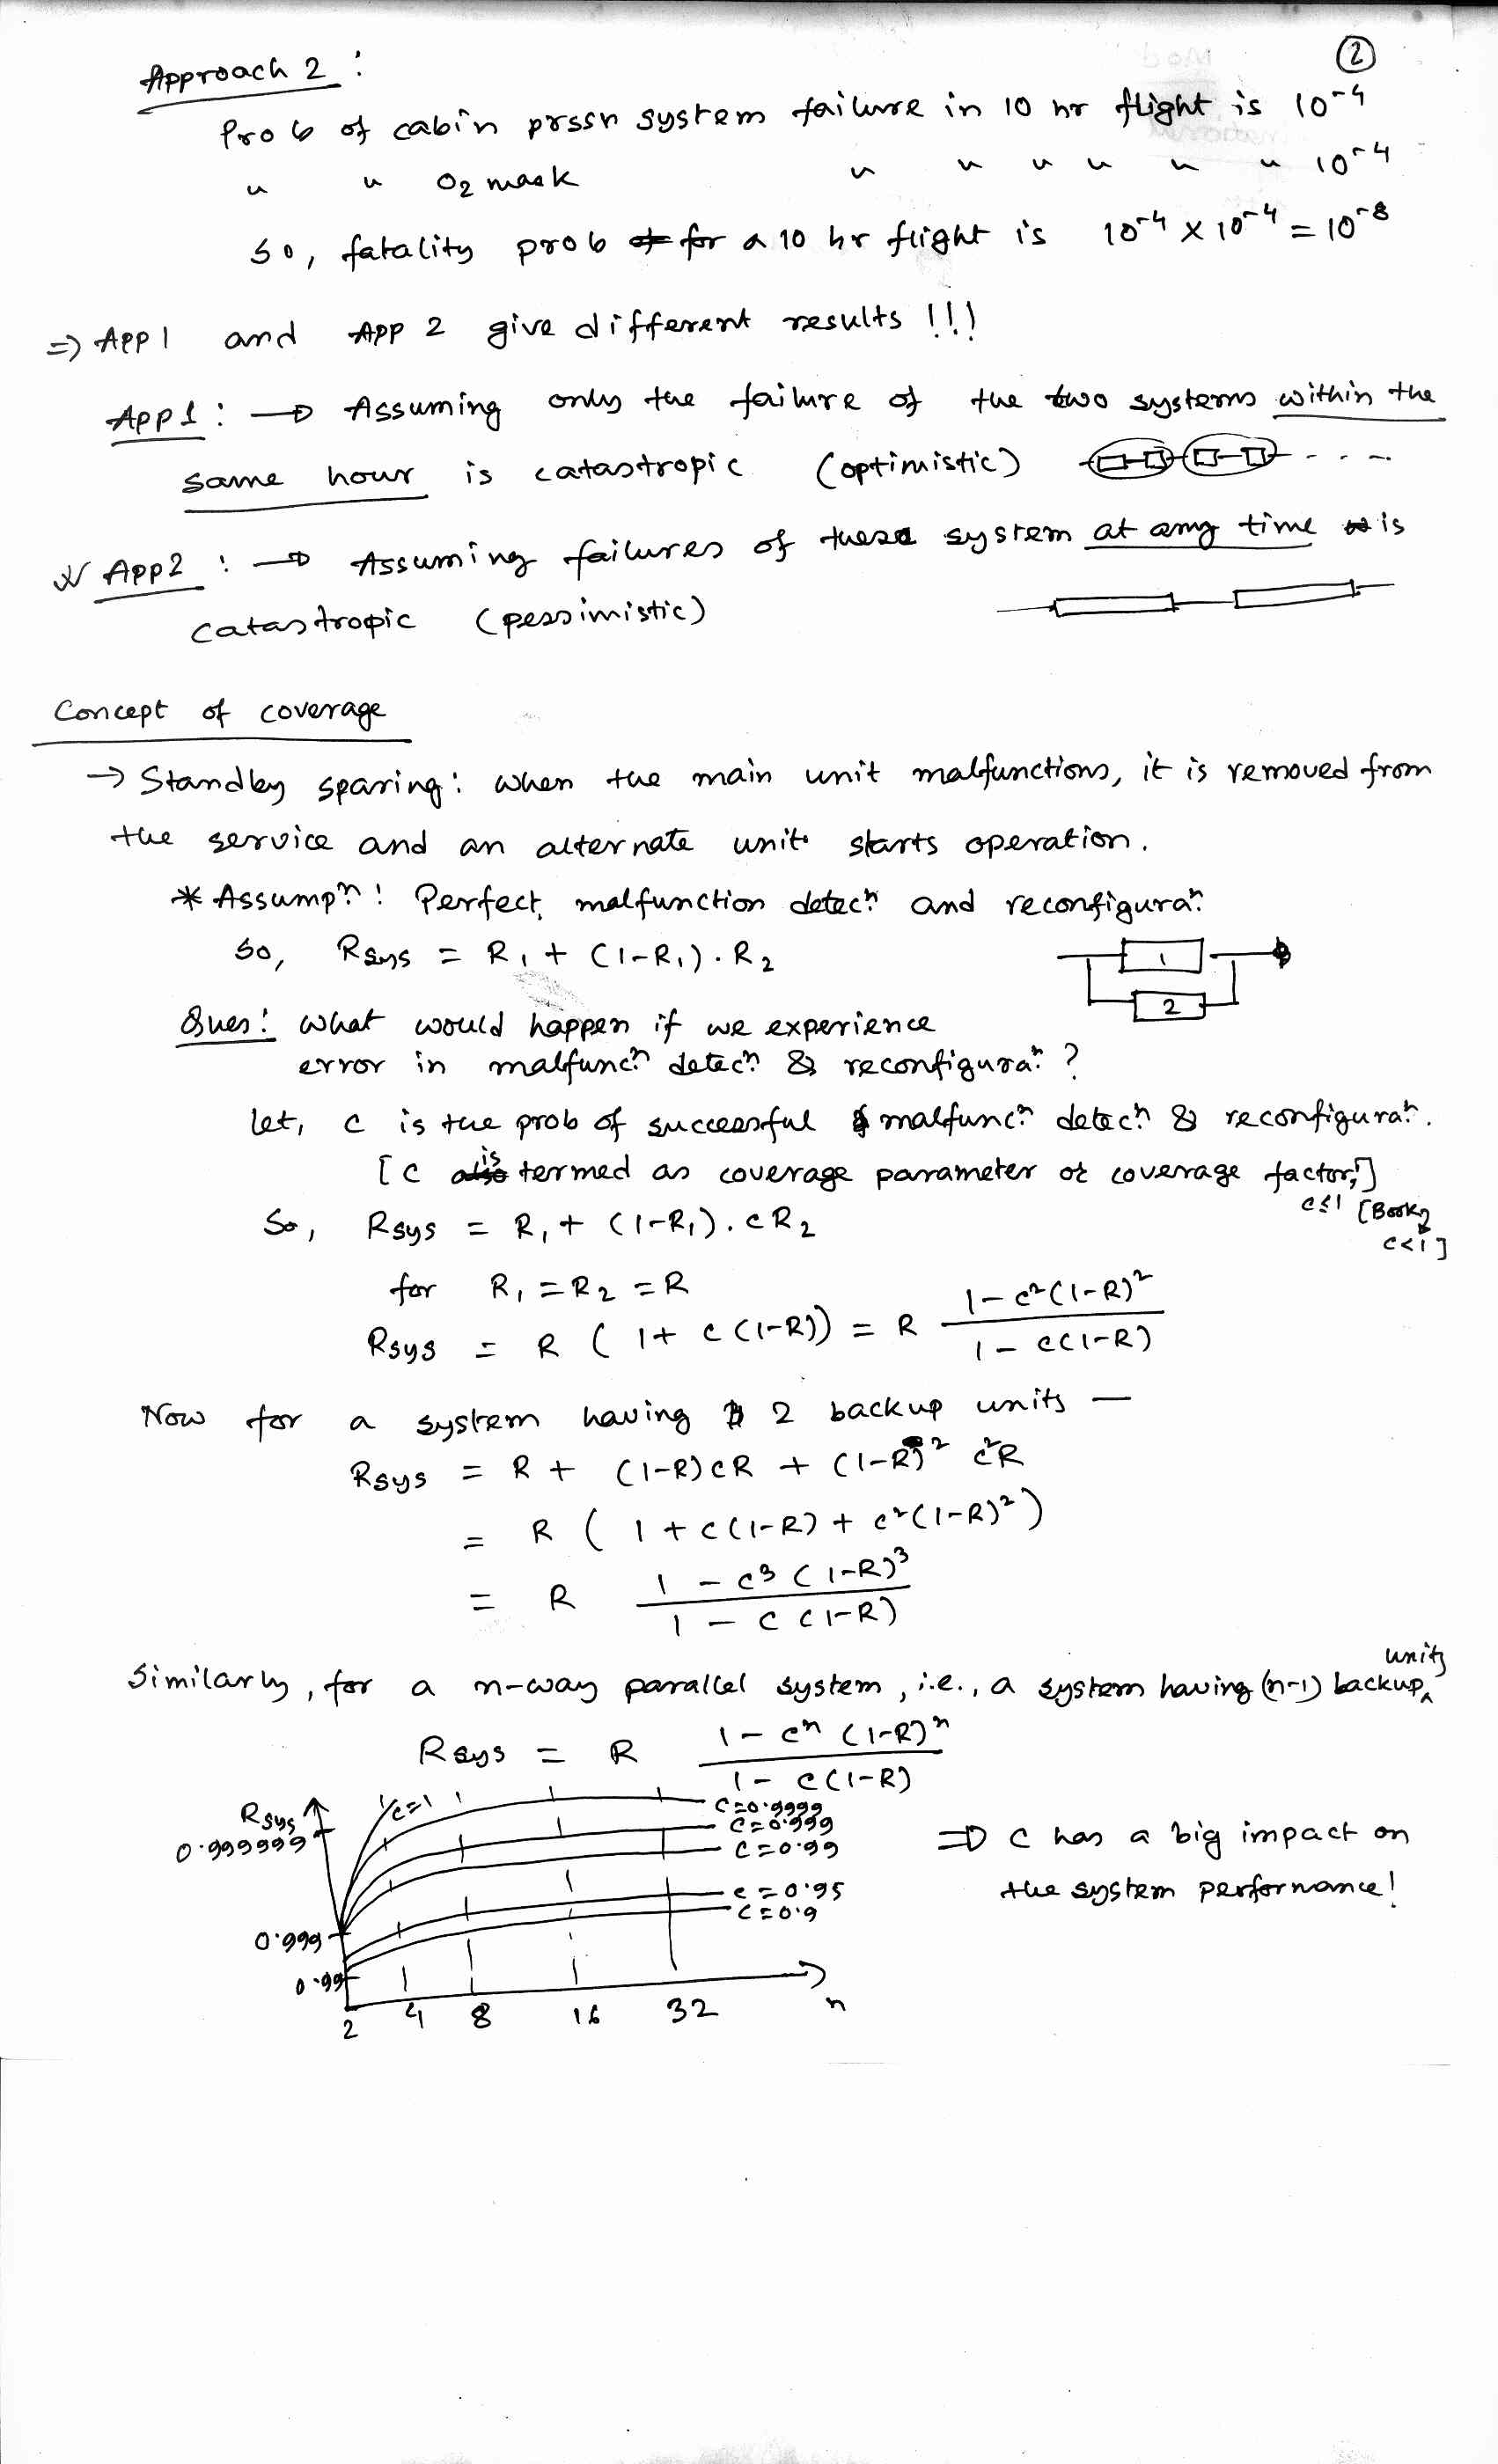 ②
Approach 2 :
Prob of cabin prssn system failure in 10 hr flight is 10⁻⁴
" " O₂ mask " " " " " " 10⁻⁴
So, fatality prob for a 10 hr flight is 10⁻⁴ × 10⁻⁴ = 10⁻⁸
⇒ App 1 and App 2 give different results !!!
App 1 : → Assuming only the failure of the two systems within the
same hour is catastropic (optimistic) ....
App 2 : → Assuming failures of these system at any time is
catastropic (pessimistic)
Concept of coverage
→ Standby sparing : when the main unit malfunctions, it is removed from
the service and an alternate unit starts operation.
* Assumpⁿ : Perfect malfunction detecⁿ and reconfiguraⁿ.
So, Rsys = R₁ + (1-R₁).R₂
1
2
Ques : What would happen if we experience
error in malfuncⁿ detecⁿ & reconfiguraⁿ ?
let, c is the prob of successful malfuncⁿ detecⁿ & reconfiguraⁿ.
[c is termed as coverage parameter or coverage factor,]
c≤1 [Book
c<1]
So, Rsys = R₁ + (1-R₁).cR₂
for R₁ = R₂ = R
Rsys = R (1 + c(1-R)) = R (1 - c²(1-R)²) / (1 - c(1-R))
Now for a system having 2 backup units —
Rsys = R + (1-R)cR + (1-R)² c²R
= R (1 + c(1-R) + c²(1-R)²)
= R (1 - c³(1-R)³) / (1 - c(1-R))
Similarly, for a n-way parallel system, i.e., a system having (n-1) backup units
Rsys = R (1 - cⁿ(1-R)ⁿ) / (1 - c(1-R))
Rsys
0.999999
0.999
0.99
c=1
c=0.9999
c=0.999
c=0.99
c=0.95
c=0.9
2 4 8 16 32 n
⇒ c has a big impact on
the system performance!